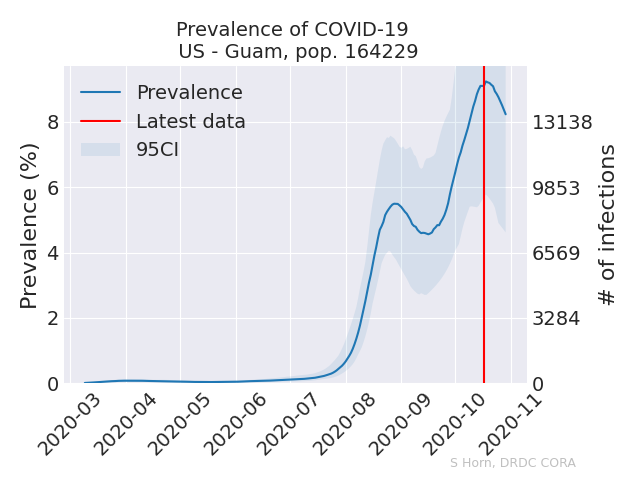 Prevalence of COVID-19
US - Guam, pop. 164229
Prevalence
Latest data
95CI
Prevalence (%)
8
6
4
2
0
13138
9853
6569
3284
0
# of infections
2020-03
2020-04
2020-05
2020-06
2020-07
2020-08
2020-09
2020-10
2020-11
S Horn, DRDC CORA